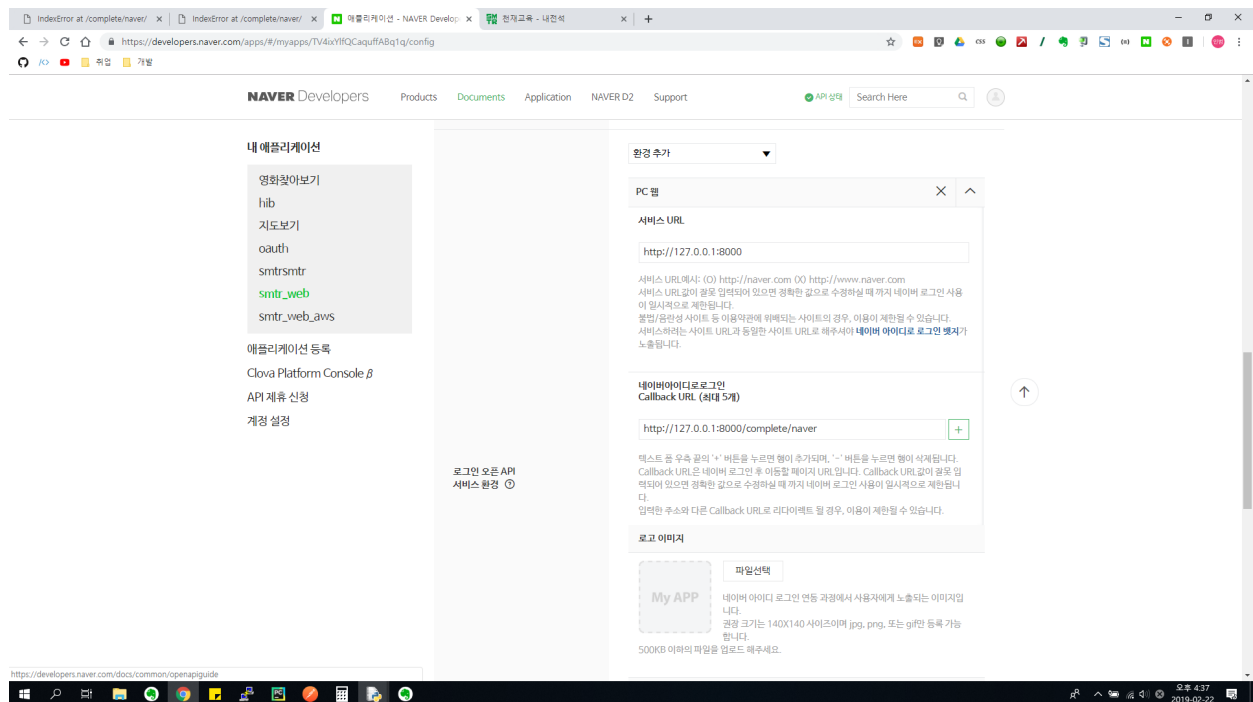 IndexError at /complete/naver/
IndexError at /complete/naver/
애플리케이션 - NAVER Develop
천재교육 - 내전석
https://developers.naver.com/apps/#/myapps/TV4ixYlfQCaquffABq1q/config
취업
개발
NAVER Developers
Products
Documents
Application
NAVER D2
Support
API 상태
Search Here
내 애플리케이션
영화찾아보기
hib
지도보기
oauth
smtrsmtr
smtr_web
smtr_web_aws
애플리케이션 등록
Clova Platform Console β
API 제휴 신청
계정 설정
로그인 오픈 API
서비스 환경 ?
환경 추가
PC 웹
서비스 URL
http://127.0.0.1:8000
서비스 URL예시: (O) http://naver.com (X) http://www.naver.com
서비스 URL값이 잘못 입력되어 있으면 정확한 값으로 수정하실 때 까지 네이버 로그인 사용
이 일시적으로 제한됩니다.
불법/음란성 사이트 등 이용약관에 위배되는 사이트의 경우, 이용이 제한될 수 있습니다.
서비스하려는 사이트 URL과 동일한 사이트 URL로 해주셔야 네이버 아이디로 로그인 뱃지가
노출됩니다.
네이버아이디로로그인
Callback URL (최대 5개)
http://127.0.0.1:8000/complete/naver
+
텍스트 폼 우측 끝의 '+' 버튼을 누르면 행이 추가되며, '-' 버튼을 누르면 행이 삭제됩니다.
Callback URL은 네이버 로그인 후 이동할 페이지 URL입니다. Callback URL값이 잘못 입
력되어 있으면 정확한 값으로 수정하실 때 까지 네이버 로그인 사용이 일시적으로 제한됩니
다.
입력한 주소와 다른 Callback URL로 리다이렉트 될 경우, 이용이 제한될 수 있습니다.
로고 이미지
My APP
파일선택
네이버 아이디 로그인 연동 과정에서 사용자에게 노출되는 이미지입
니다.
권장 크기는 140X140 사이즈이며 jpg, png, 또는 gif만 등록 가능
합니다.
500KB 이하의 파일을 업로드 해주세요.
https://developers.naver.com/docs/common/openapiguide
오후 4:37
2019-02-22